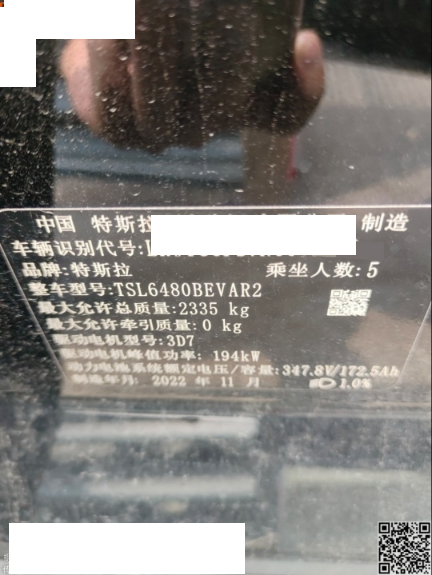 中国 特斯拉 制造
车辆识别代号:
品牌:特斯拉 乘坐人数:5
整车型号:TSL6480BEVAR2
最大允许总质量:2335 kg
最大允许牵引质量:0 kg
驱动电机型号:3D7
驱动电机峰值功率: 194kW
动力电池系统额定电压/容量:347.8V/172.5Ah
制造年月: 2022 年 11 月 1.0%